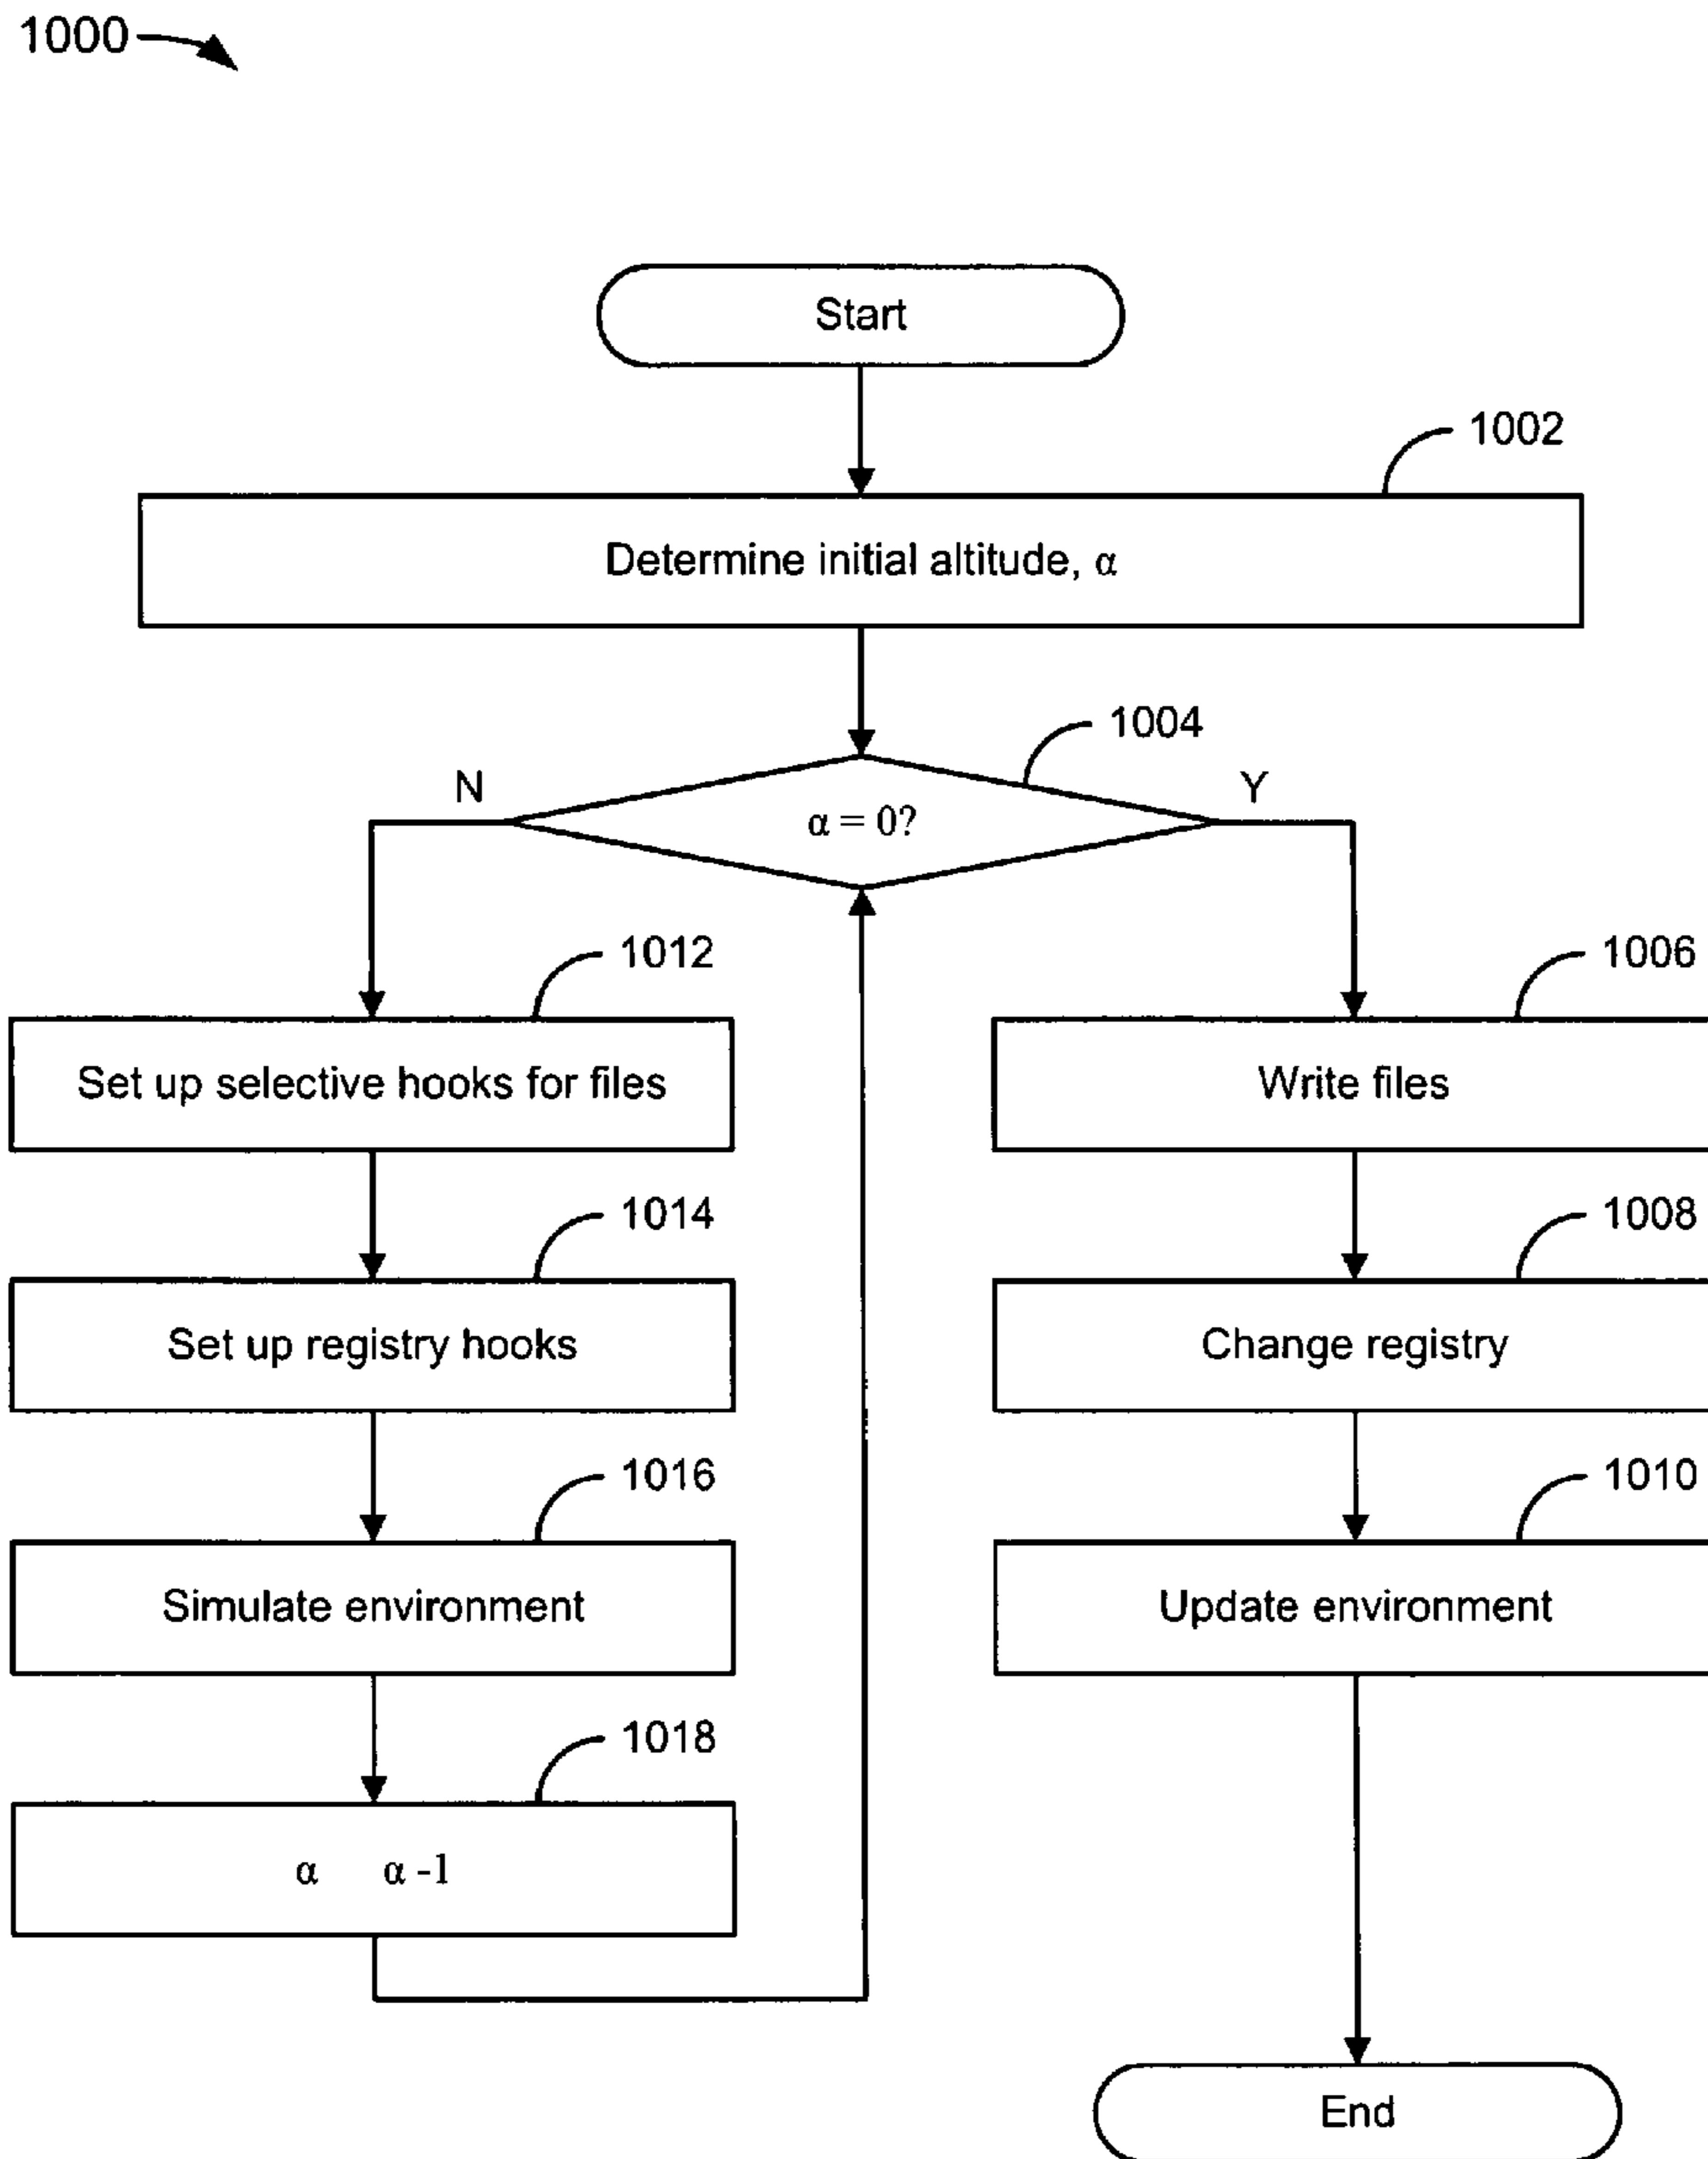 1000
Start
1002
Determine initial altitude, α
1004
N
Y
α = 0?
1012
1006
Set up selective hooks for files
Write files
1014
1008
Set up registry hooks
Change registry
1016
1010
Simulate environment
Update environment
1018
α α -1
End